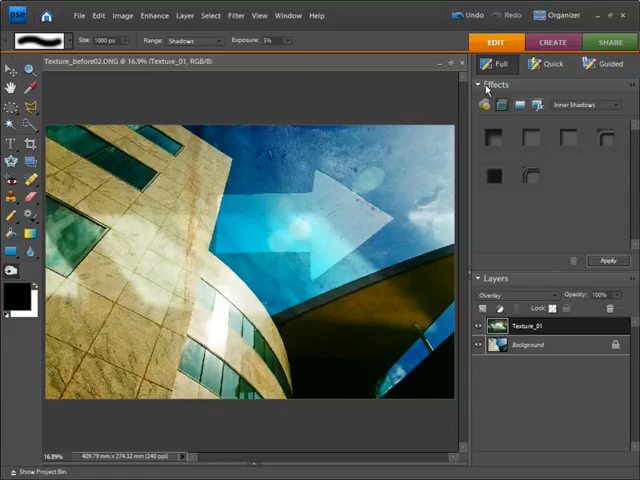 pse File Edit Image Enhance Layer Select Filter View Window Help Undo Redo Organizer
Size: 1000 px Range: Shadows Exposure: 5% EDIT CREATE SHARE
Texture_before02.DNG @ 16.9% (Texture_01, RGB/8) Full Quick Guided
Effects
Inner Shadows
Apply
Layers
Overlay Opacity: 100%
Lock:
Texture_01
Background
16.89% 409.79 mm x 274.32 mm (240 ppi)
Show Project Bin